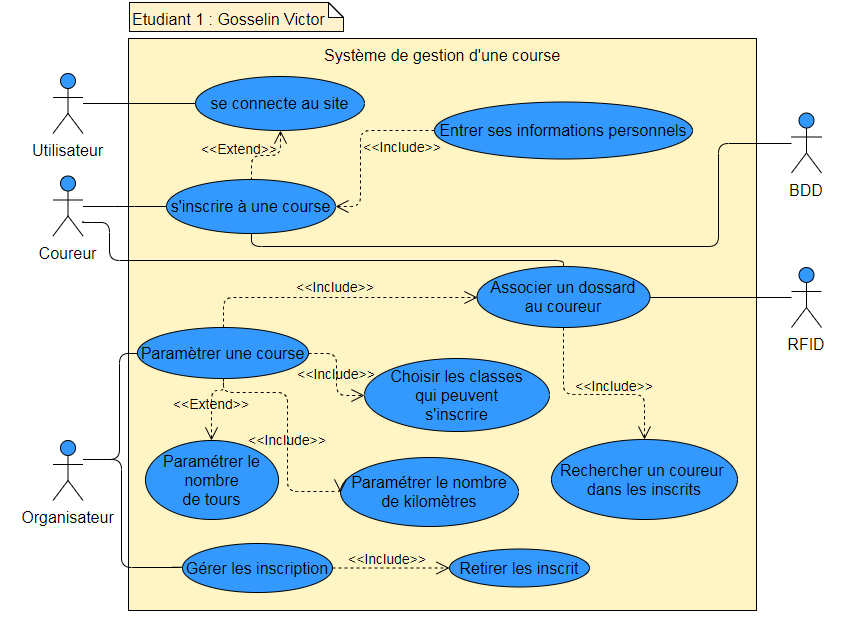 Etudiant 1 : Gosselin Victor
Système de gestion d'une course
se connecte au site
Utilisateur
<<Extend>>
Entrer ses informations personnels
<<Include>>
BDD
s'inscrire à une course
Coureur
<<Include>>
Associer un dossard
au coureur
RFID
Paramètrer une course
<<Include>>
Choisir les classes
qui peuvent
s'inscrire
<<Include>>
<<Extend>>
<<Include>>
Paramétrer le
nombre
de tours
Paramétrer le nombre
de kilomètres
Rechercher un coureur
dans les inscrits
Organisateur
Gérer les inscription
<<Include>>
Retirer les inscrit